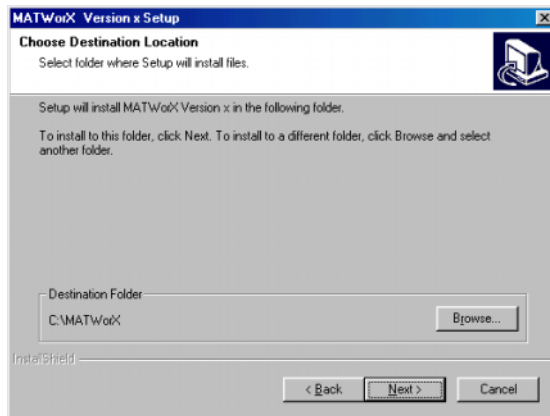 MATWorX Version x Setup
Choose Destination Location
Select folder where Setup will install files.
Setup will install MATWorX Version x in the following folder.
To install to this folder, click Next. To install to a different folder, click Browse and select
another folder.
Destination Folder
C:\MATWorX
Browse...
InstallShield
< Back
Next >
Cancel